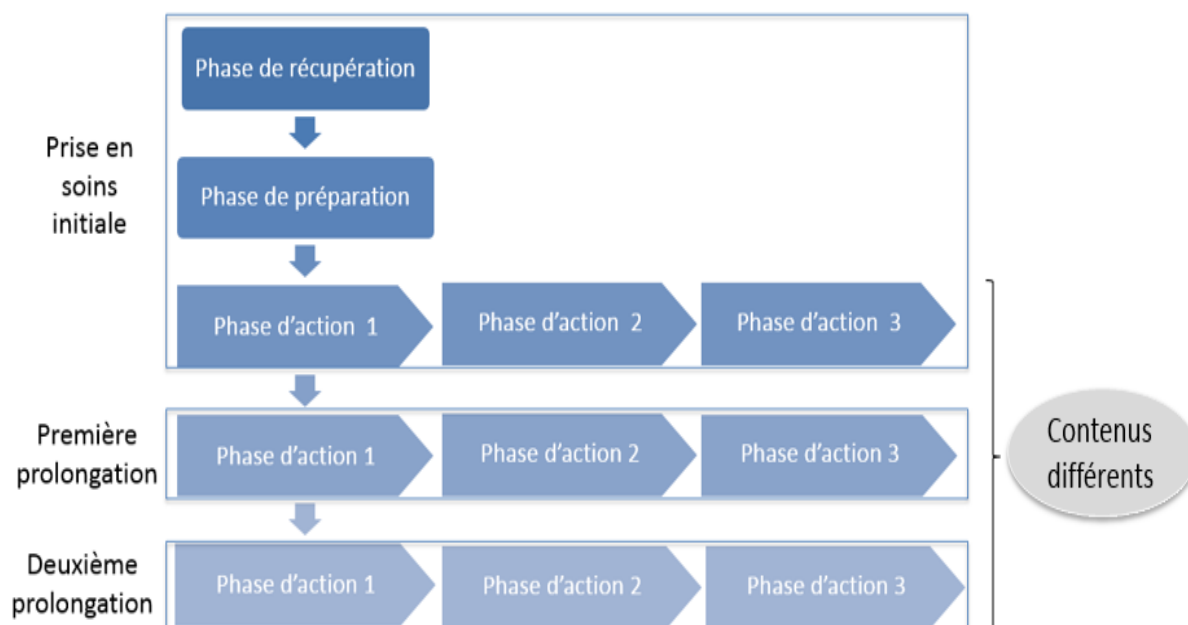 Phase de récupération
Prise en
soins
initiale
Phase de préparation
Phase d'action 1
Phase d'action 2
Phase d'action 3
Première
prolongation
Phase d'action 1
Phase d'action 2
Phase d'action 3
Contenus
différents
Deuxième
prolongation
Phase d'action 1
Phase d'action 2
Phase d'action 3